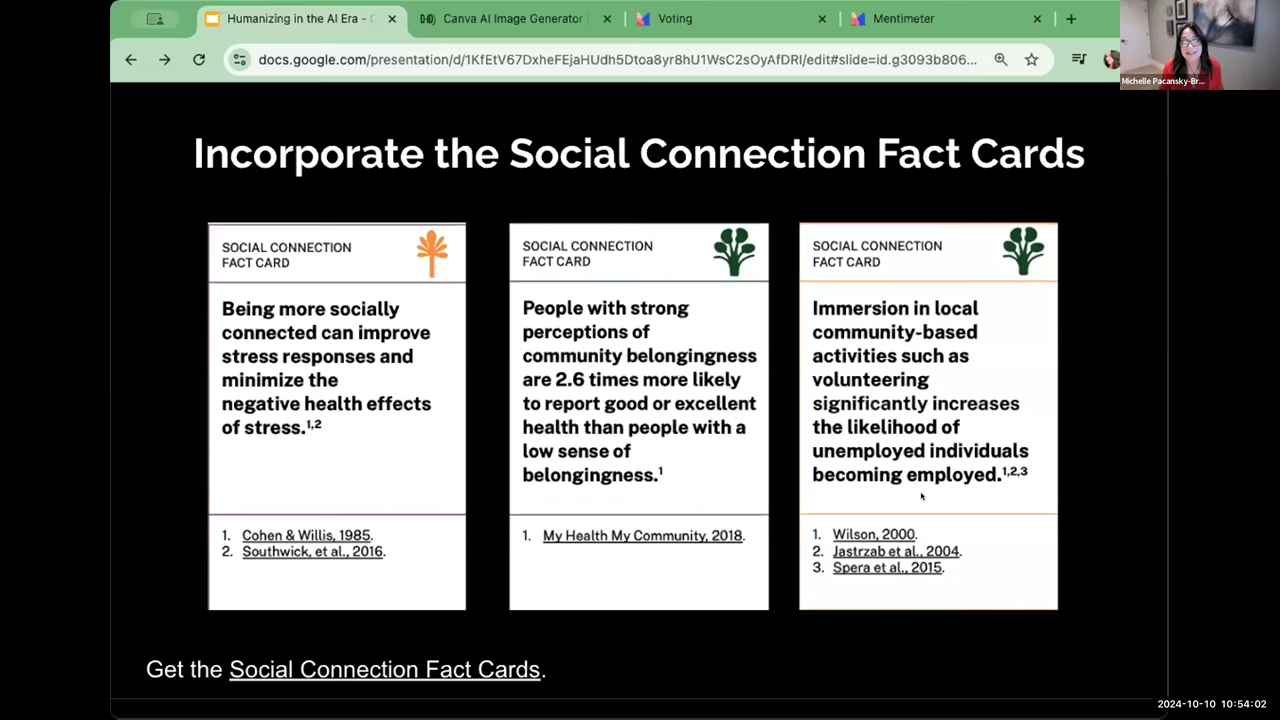 Humanizing in the AI Era - 
Canva AI Image Generator
Voting
Mentimeter
docs.google.com/presentation/d/1KfEtV67DxheFEjaHUdh5Dtoa8yr8hU1WsC2sOyAfDRI/edit#slide=id.g3093b806...
Michelle Pacansky-Br...
Incorporate the Social Connection Fact Cards
SOCIAL CONNECTION
FACT CARD
Being more socially
connected can improve
stress responses and
minimize the
negative health effects
of stress.1,2
1. Cohen & Willis, 1985.
2. Southwick, et al., 2016.
SOCIAL CONNECTION
FACT CARD
People with strong
perceptions of
community belongingness
are 2.6 times more likely
to report good or excellent
health than people with a
low sense of
belongingness.1
1. My Health My Community, 2018.
SOCIAL CONNECTION
FACT CARD
Immersion in local
community-based
activities such as
volunteering
significantly increases
the likelihood of
unemployed individuals
becoming employed.1,2,3
1. Wilson, 2000.
2. Jastrzab et al., 2004.
3. Spera et al., 2015.
Get the Social Connection Fact Cards.
2024-10-10 10:54:02